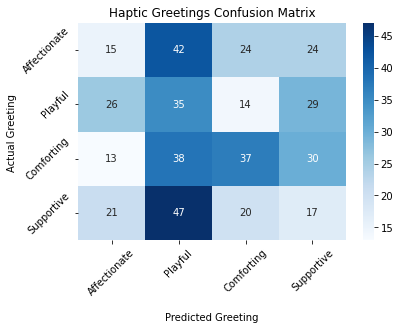 Haptic Greetings Confusion Matrix
Actual Greeting
Affectionate 15 42 24 24
Playful 26 35 14 29
Comforting 13 38 37 30
Supportive 21 47 20 17
Affectionate Playful Comforting Supportive
Predicted Greeting
45
40
35
30
25
20
15